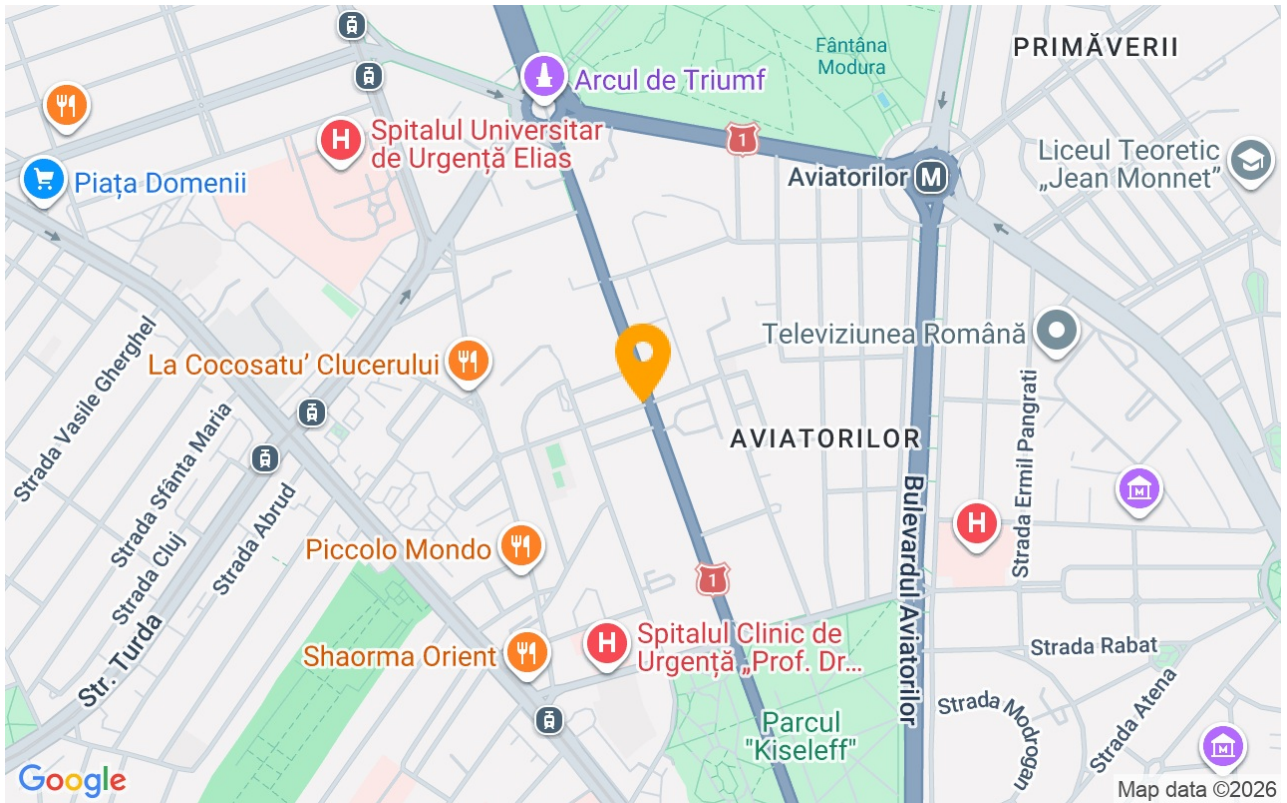 PRIMĂVERII
Fântâna
Modura
Arcul de Triumf
1
Spitalul Universitar
de Urgență Elias
H
Liceul Teoretic
„Jean Monnet”
Aviatorilor
M
Piața Domenii
Televiziunea Română
La Cocosatu’ Clucerului
Strada Vasile Gherghel
Strada Sfânta Maria
Strada Cluj
Strada Abrud
Str. Turda
AVIATORILOR
Bulevardul Aviatorilor
Strada Ermil Pangrati
M
H
Piccolo Mondo
1
Shaorma Orient
H
Spitalul Clinic de
Urgență „Prof. Dr...
Strada Rabat
Strada Modrogan
Strada Atena
M
Parcul
"Kiseleff"
Google
Map data ©2026